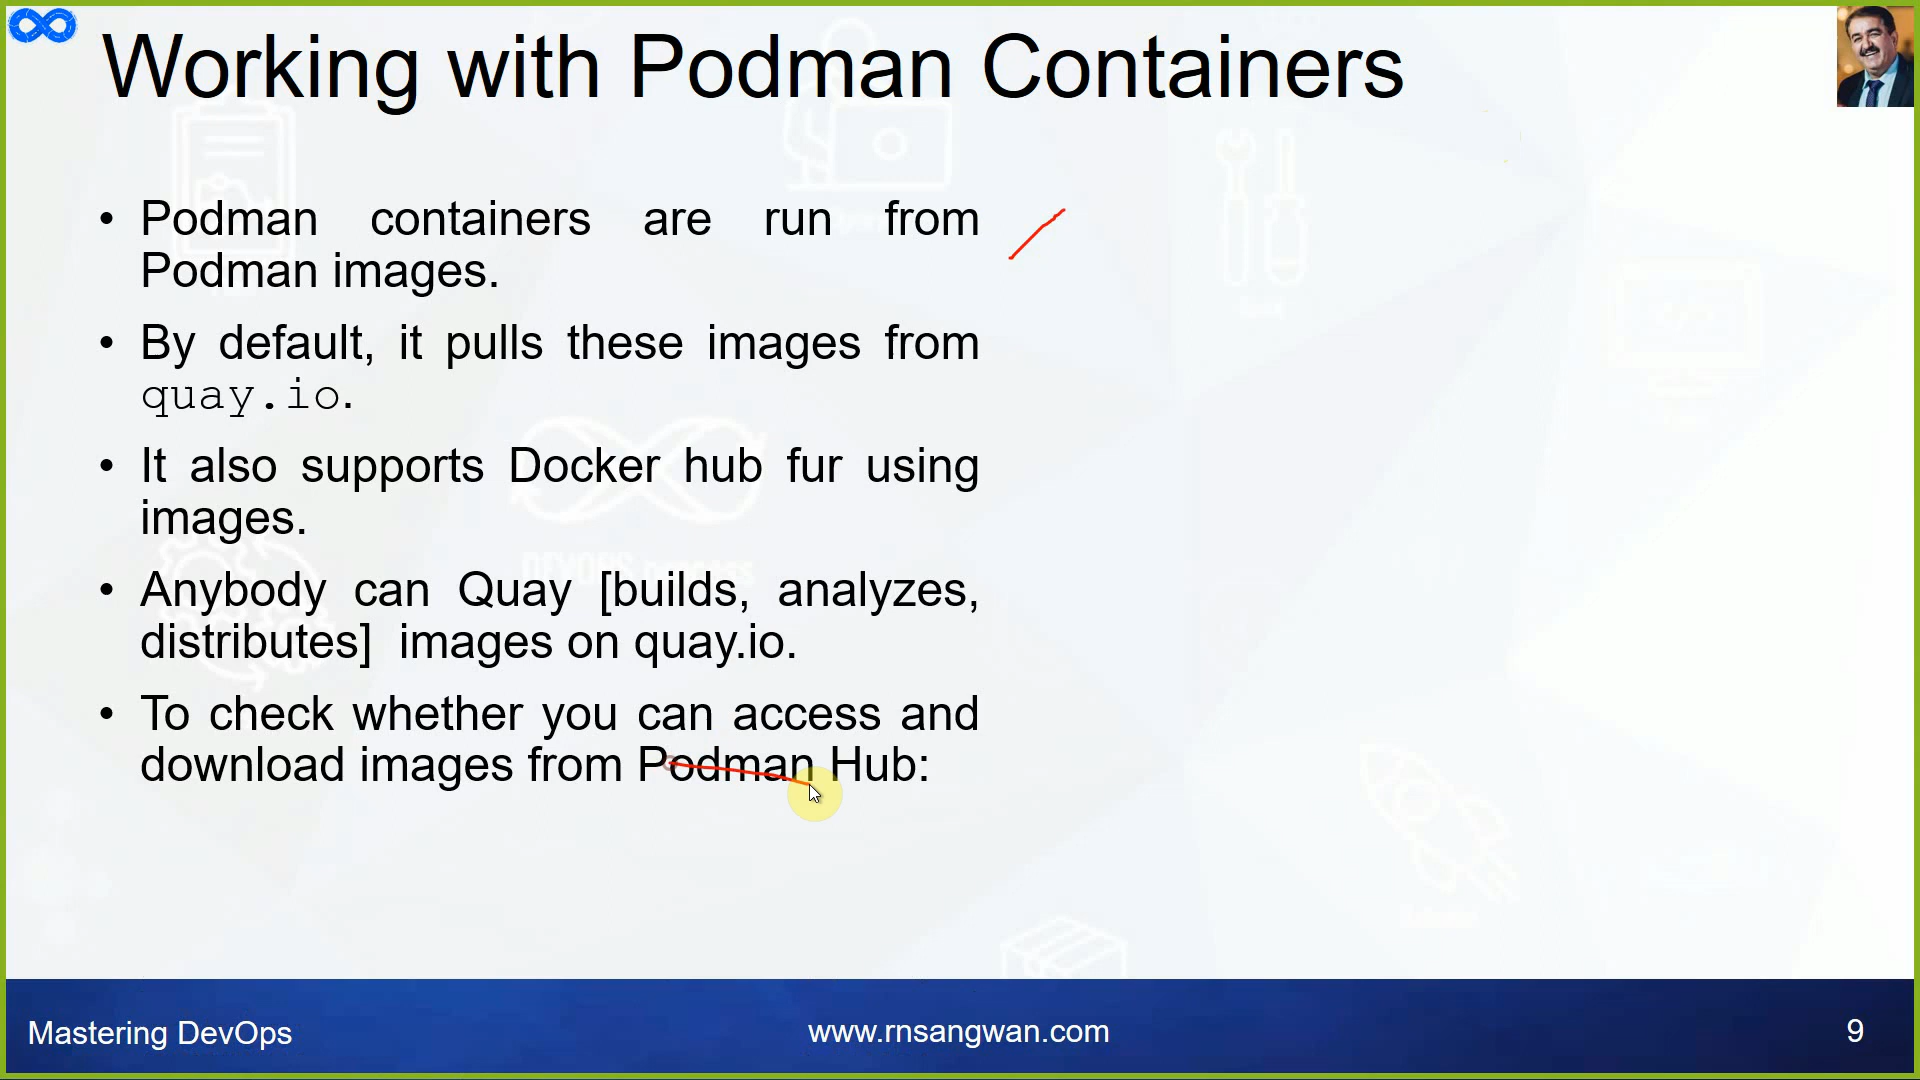 Working with Podman Containers
• Podman containers are run from
Podman images.
• By default, it pulls these images from
quay.io.
• It also supports Docker hub fur using
images.
• Anybody can Quay [builds, analyzes,
distributes] images on quay.io.
• To check whether you can access and
download images from Podman Hub:
Mastering DevOps
www.rnsangwan.com
9